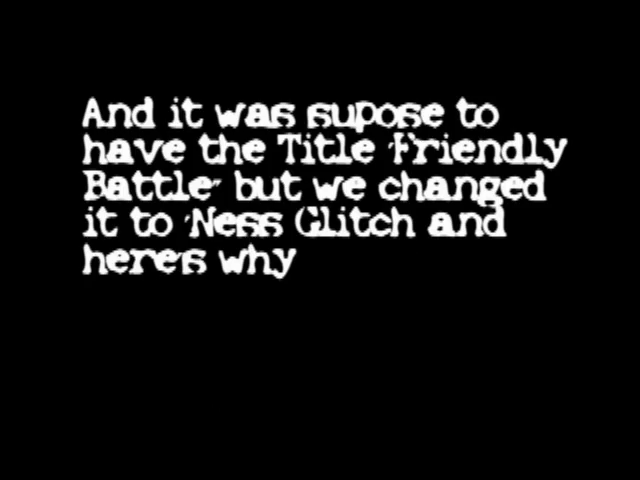 And it was supose to
have the Title 'Friendly
Battle" but we changed
it to 'Ness Glitch and
here's why